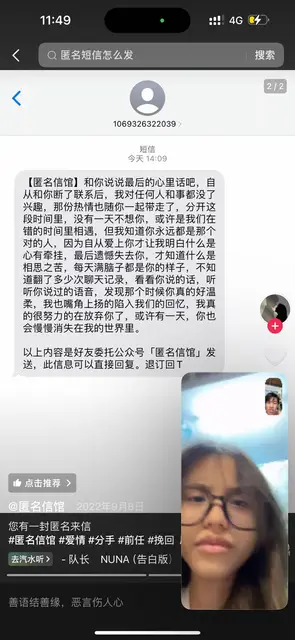 11:49
4G
匿名短信怎么发
搜索
2 / 2
1069326322039
短信
今天 14:09
【匿名信馆】和你说说最后的心里话吧，自
从和你断了联系后，我对任何人和事都没了
兴趣，那份热情也随你一起带走了，分开这
段时间里，没有一天不想你，或许是我们在
错的时间里相遇，但我知道你永远都是那个
对的人，因为自从爱上你才让我明白什么是
心有牵挂，最后遗憾失去了，才知道什么是
相思之苦，每天满脑子都是你的样子，不知
道翻了多少次聊天记录，看看你说的话，听
听你说过的语音，发现那个时候你真的好温
柔，我也嘴角上扬的陷入我们的回忆，我真
的很努力的在放弃你了，或许有一天，你也
会慢慢消失在我的世界里。
以上内容是好友委托公众号「匿名信馆」发
送，此信息可以直接回复。退订回T
点击推荐
@匿名信馆 2022年9月8日
您有一封匿名来信
#匿名信馆 #爱情 #分手 #前任 #挽回
去汽水听 - 队长 NUNA (告白版)
善语结善缘，恶言伤人心